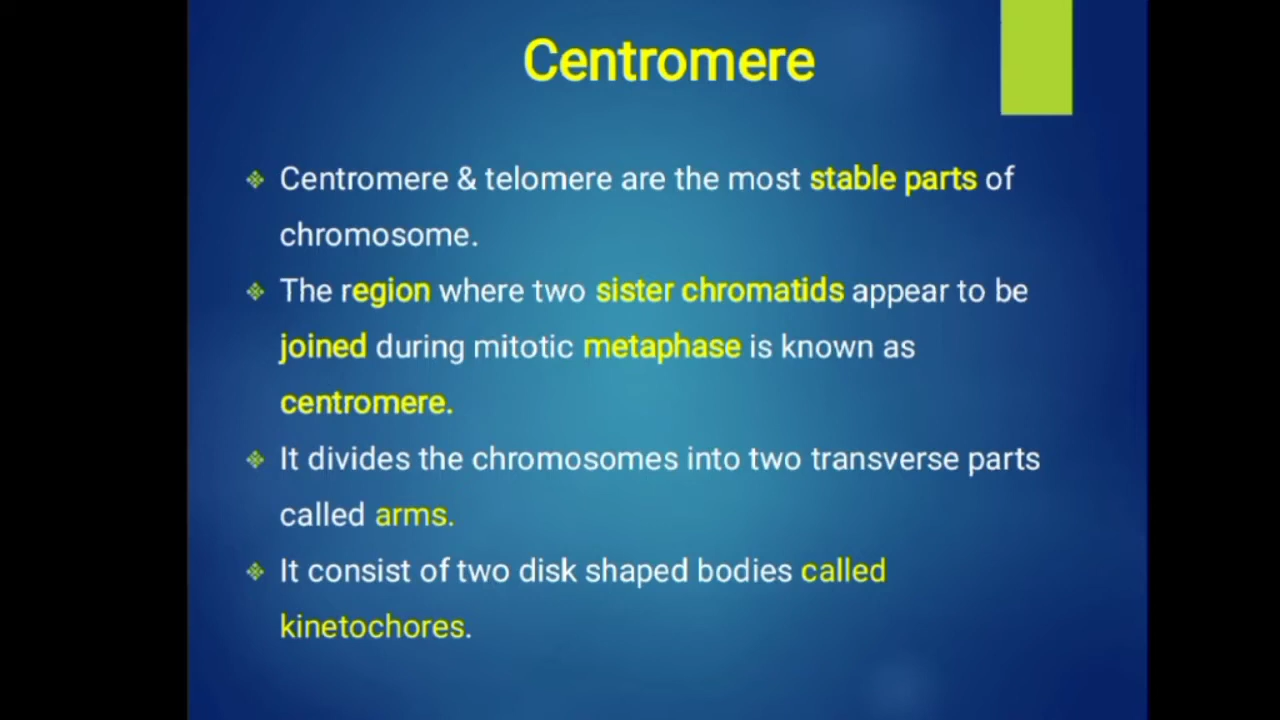 Centromere
Centromere & telomere are the most stable parts of
chromosome.
The region where two sister chromatids appear to be
joined during mitotic metaphase is known as
centromere.
It divides the chromosomes into two transverse parts
called arms.
It consist of two disk shaped bodies called
kinetochores.